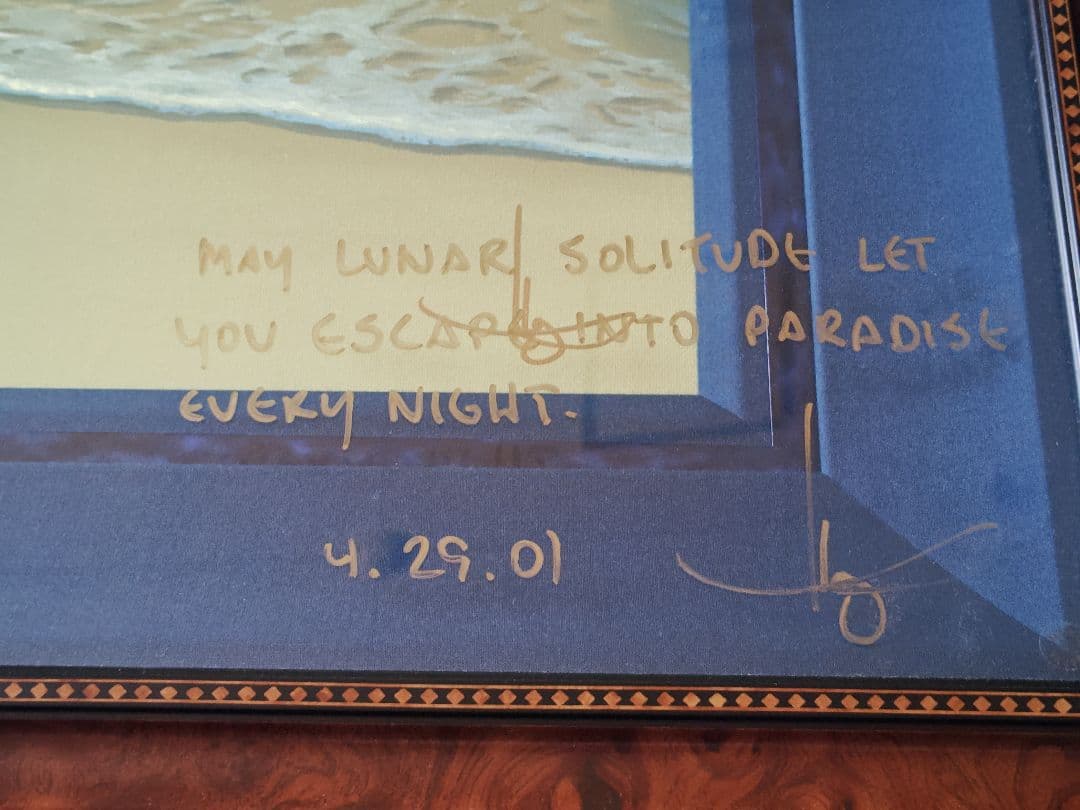 MAY LUNAR SOLITUDE LET
YOU ESCAPE INTO PARADISE
EVERY NIGHT.
4.29.01